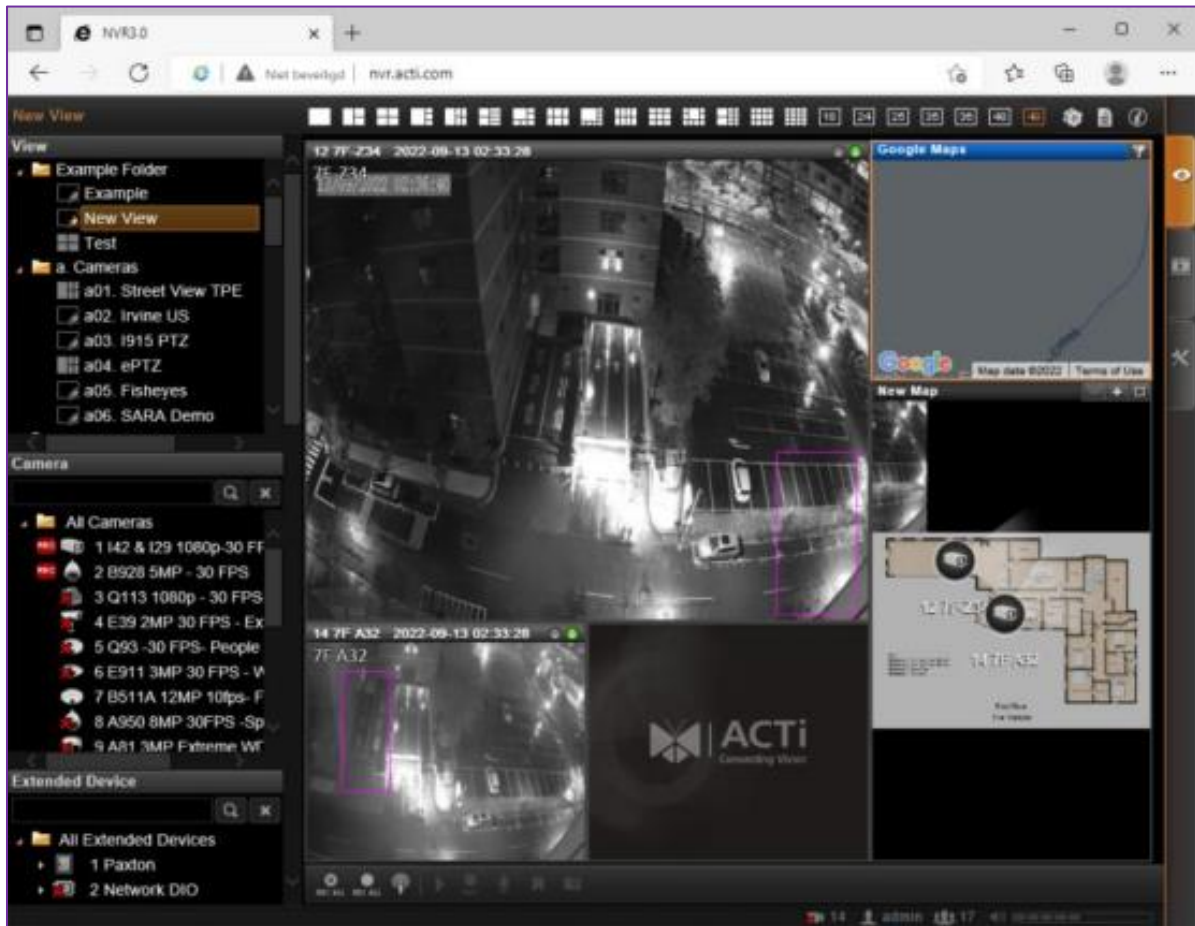 NVR3.0
Niet beveiligd
nvr.acti.com
New View
View
Example Folder
Example
New View
Test
a. Cameras
a01. Street View TPE
a02. Irvine US
a03. I915 PTZ
a04. ePTZ
a05. Fisheyes
a06. SARA Demo
Camera
All Cameras
1 I42 & I29 1080p-30 FF
2 B928 5MP - 30 FPS
3 Q113 1080p - 30 FPS
4 E39 2MP 30 FPS - Ex
5 Q93 -30 FPS- People
6 E911 3MP 30 FPS - W
7 B511A 12MP 10fps- F
8 A950 8MP 30FPS -Sp
9 A81 3MP Extreme WD
Extended Device
All Extended Devices
1 Paxton
2 Network DIO
12 7F-Z34 2022-09-13 02:33:28
7F-Z34
14 7F A32 2022-09-13 02:33:28
7F A32
ACTi
Connecting Vision
Google Maps
Google
Map data ©2022
Terms of Use
New Map
14 7F A32
REC ALL
14
admin
17